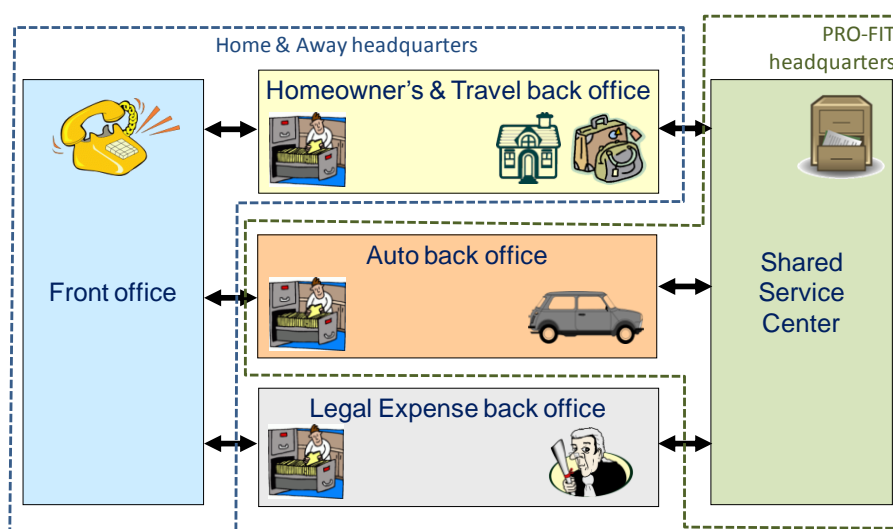 Home & Away headquarters
PRO-FIT
headquarters
Homeowner's & Travel back office
Auto back office
Front office
Shared
Service
Center
Legal Expense back office